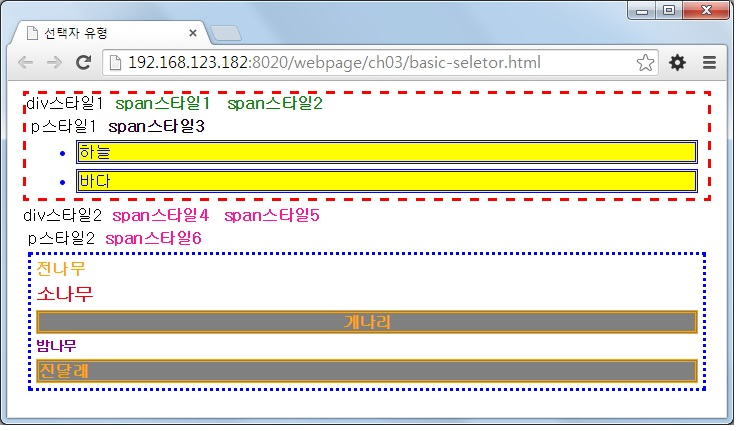 선택자 유형
192.168.123.182:8020/webpage/ch03/basic-seletor.html
div스타일1 span스타일1 span스타일2
p스타일1 span스타일3
하늘
바다
div스타일2 span스타일4 span스타일5
p스타일2 span스타일6
전나무
소나무
개나리
밤나무
진달래